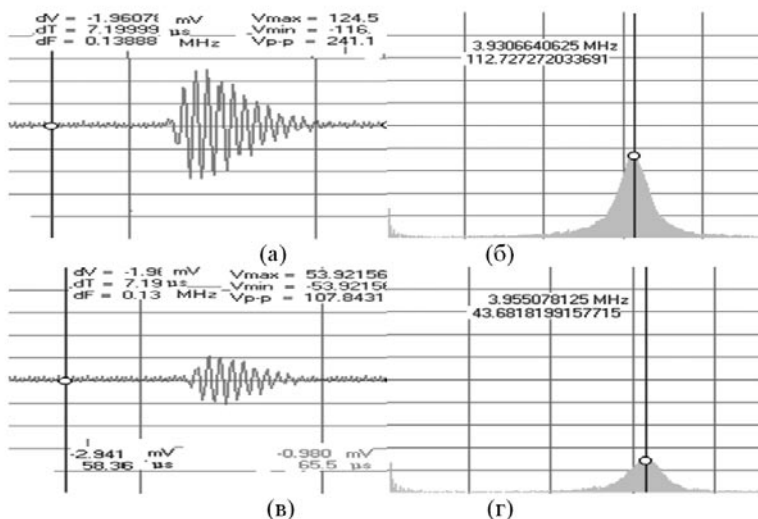 dV = -1.96078 mV Vmax = 124.5
dT = 7.19999 µs Vmin = -116.
dF = 0.13888 MHz Vp-p = 241.1
3.9306640625 MHz
112.727272033691
(а) (б)
dV = -1.96 mV Vmax = 53.92156
dT = 7.19 µs Vmin = -53.92156
dF = 0.13 MHz Vp-p = 107.8431
3.955078125 MHz
43.6818199157715
-2.941 mV -0.980 mV
58.36 µs 65.5 µs
(в) (г)